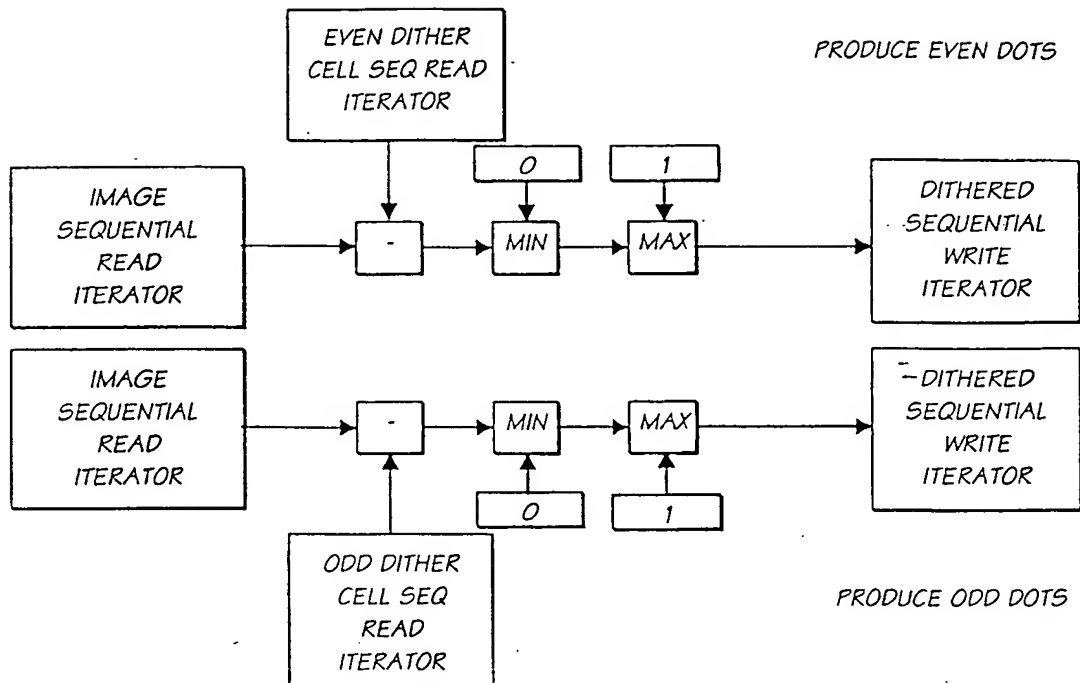 EVEN DITHER
CELL SEQ READ
ITERATOR
PRODUCE EVEN DOTS
IMAGE
SEQUENTIAL
READ
ITERATOR
-
0
MIN
1
MAX
DITHERED
SEQUENTIAL
WRITE
ITERATOR
IMAGE
SEQUENTIAL
READ
ITERATOR
-
MIN
0
MAX
1
DITHERED
SEQUENTIAL
WRITE
ITERATOR
ODD DITHER
CELL SEQ
READ
ITERATOR
PRODUCE ODD DOTS